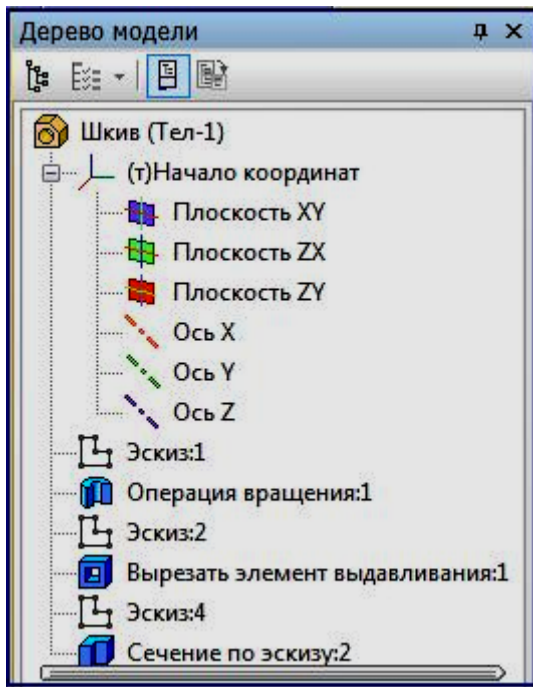 Дерево модели
Шкив (Тел-1)
(т)Начало координат
Плоскость XY
Плоскость ZX
Плоскость ZY
Ось X
Ось Y
Ось Z
Эскиз:1
Операция вращения:1
Эскиз:2
Вырезать элемент выдавливания:1
Эскиз:4
Сечение по эскизу:2